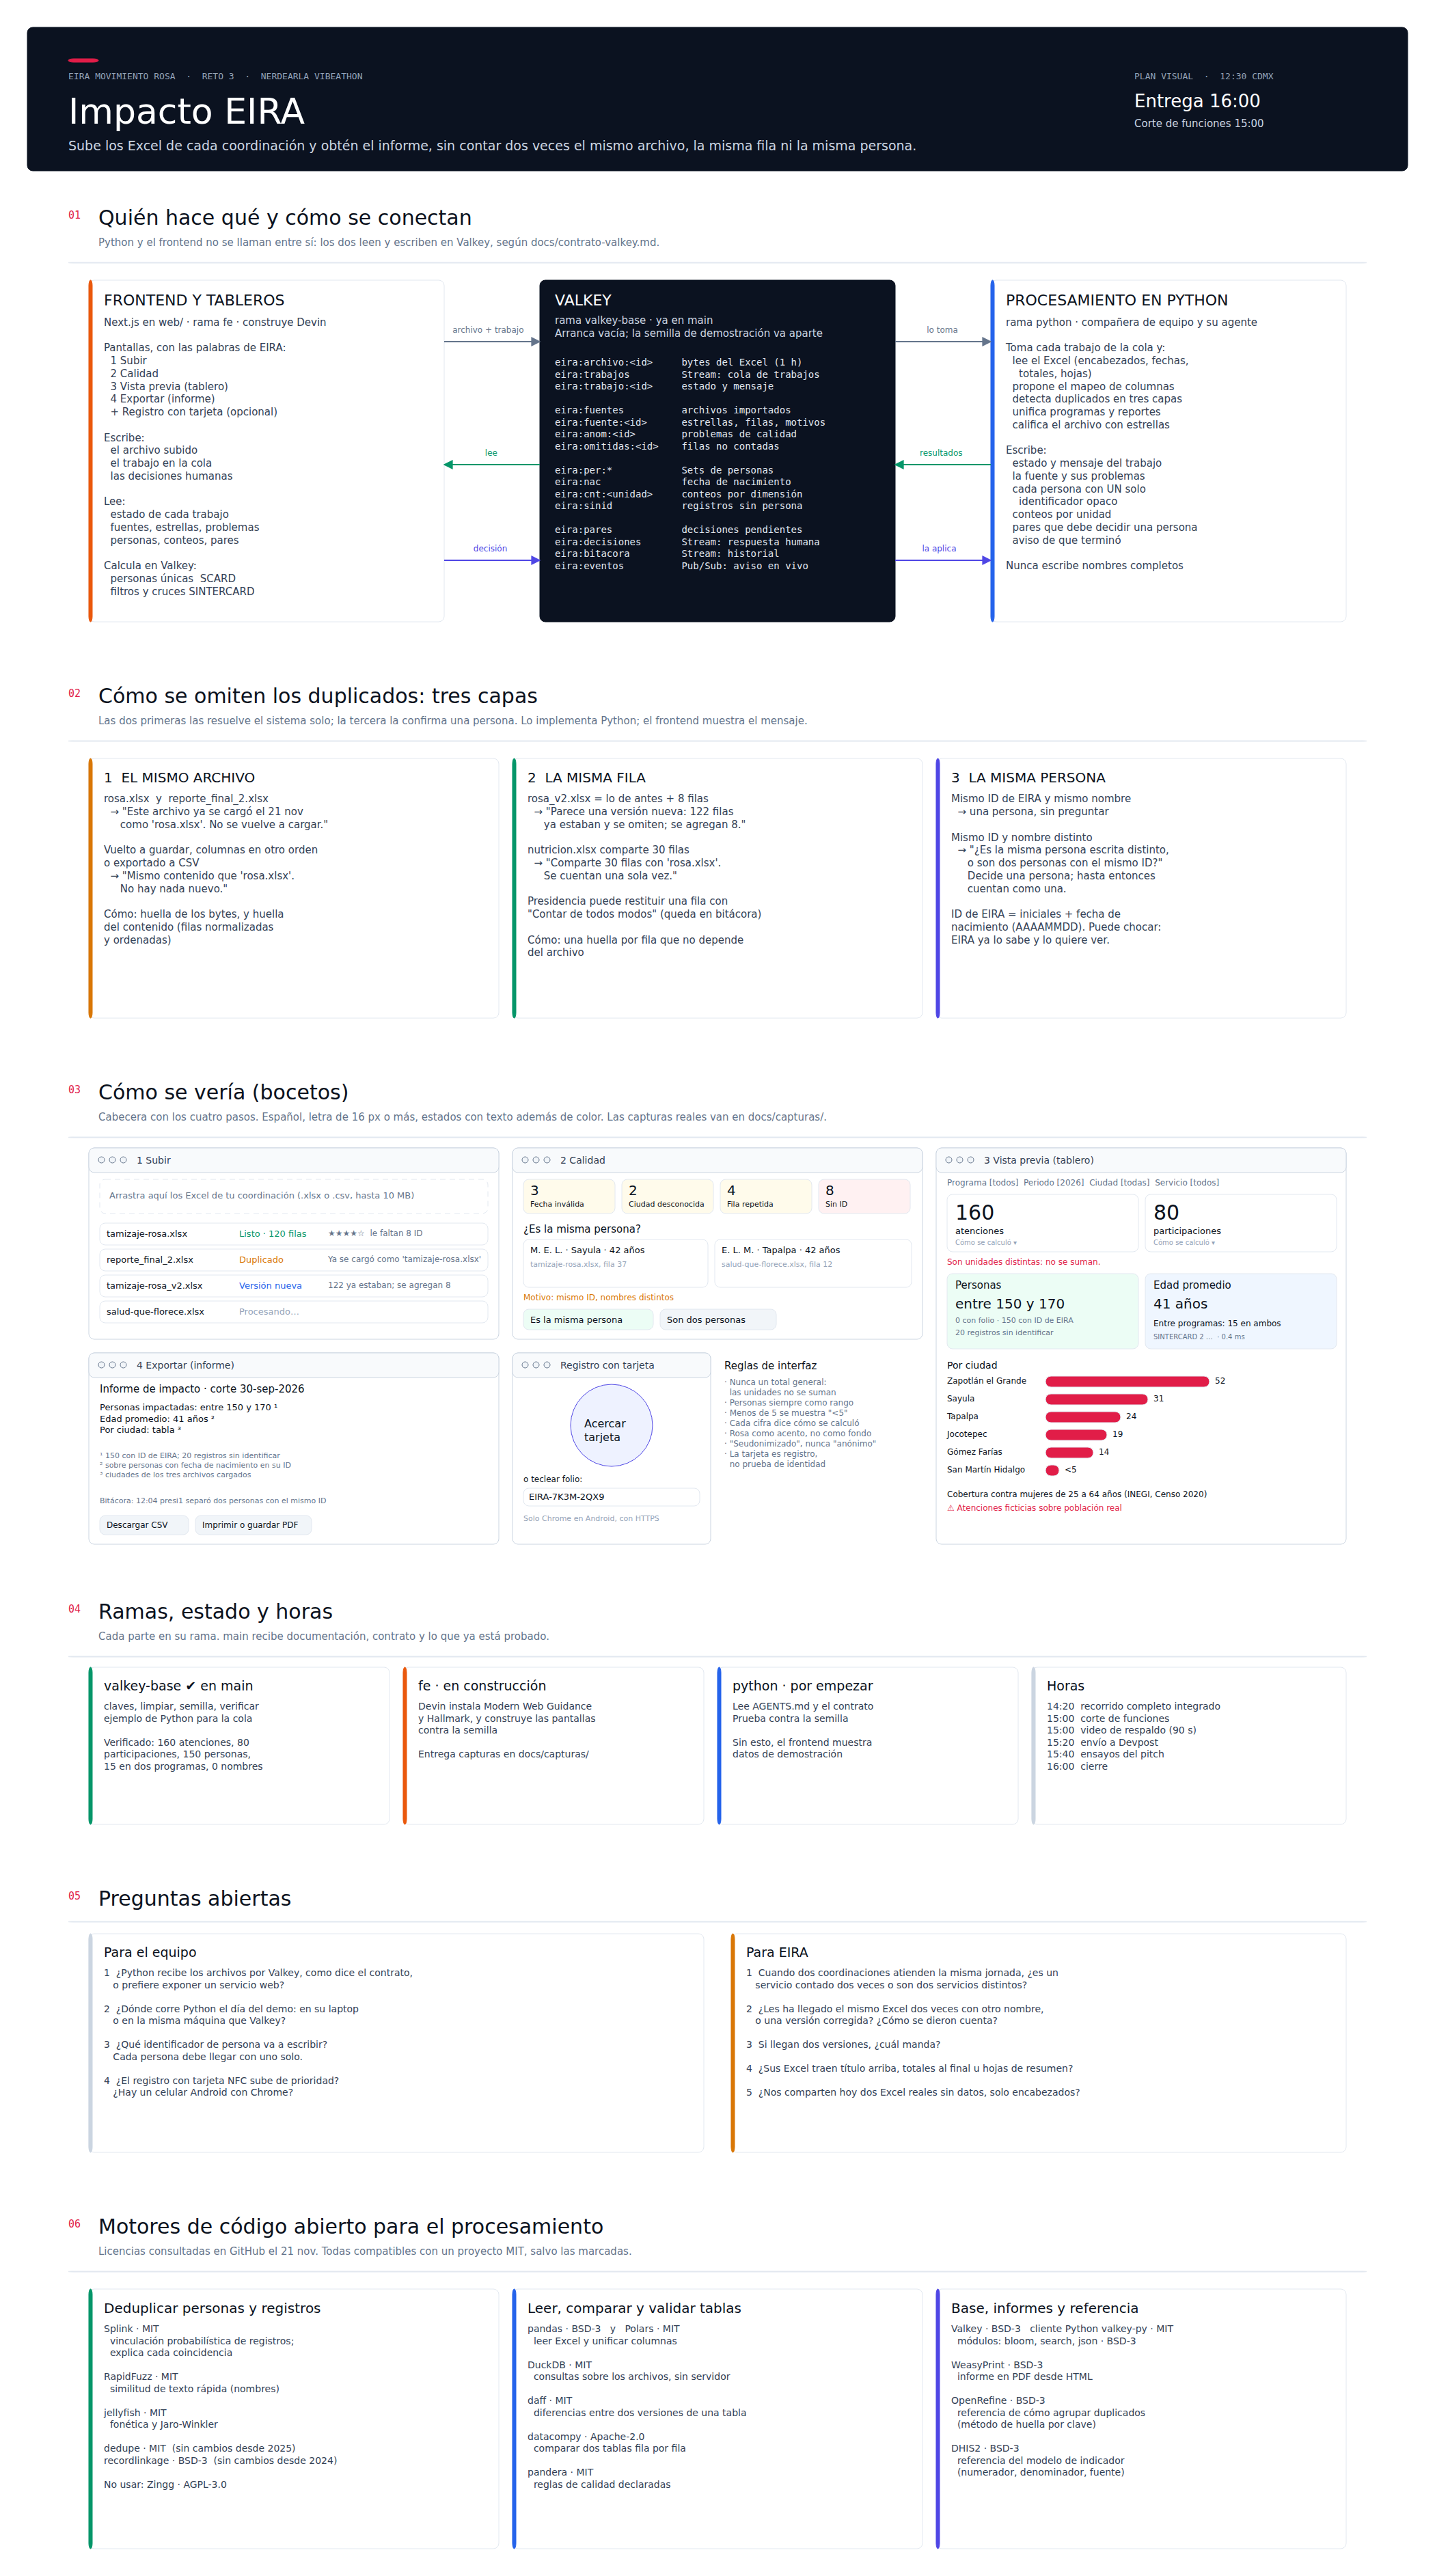 EIRA MOVIMIENTO ROSA · RETO 3 · NERDEARLA VIBEATHON
Impacto EIRA
Sube los Excel de cada coordinación y obtén el informe, sin contar dos veces el mismo archivo, la misma fila ni la misma persona.
PLAN VISUAL · 12:30 CDMX
Entrega 16:00
Corte de funciones 15:00
01 Quién hace qué y cómo se conectan
Python y el frontend no se llaman entre sí: los dos leen y escriben en Valkey, según docs/contrato-valkey.md.
FRONTEND Y TABLEROS
Next.js en web/ · rama fe · construye Devin
Pantallas, con las palabras de EIRA:
1 Subir
2 Calidad
3 Vista previa (tablero)
4 Exportar (informe)
+ Registro con tarjeta (opcional)
Escribe:
el archivo subido
el trabajo en la cola
las decisiones humanas
Lee:
estado de cada trabajo
fuentes, estrellas, problemas
personas, conteos, pares
Calcula en Valkey:
personas únicas SCARD
filtros y cruces SINTERCARD
archivo + trabajo
lee
decisión
VALKEY
rama valkey-base · ya en main
Arranca vacía; la semilla de demostración va aparte
eira:archivo:<id> bytes del Excel (1 h)
eira:trabajos Stream: cola de trabajos
eira:trabajo:<id> estado y mensaje
eira:fuentes archivos importados
eira:fuente:<id> estrellas, filas, motivos
eira:anom:<id> problemas de calidad
eira:omitidas:<id> filas no contadas
eira:per:* Sets de personas
eira:nac fecha de nacimiento
eira:cnt:<unidad> conteos por dimensión
eira:sinid registros sin persona
eira:pares decisiones pendientes
eira:decisiones Stream: respuesta humana
eira:bitacora Stream: historial
eira:eventos Pub/Sub: aviso en vivo
lo toma
resultados
la aplica
PROCESAMIENTO EN PYTHON
rama python · compañera de equipo y su agente
Toma cada trabajo de la cola y:
lee el Excel (encabezados, fechas,
totales, hojas)
propone el mapeo de columnas
detecta duplicados en tres capas
unifica programas y reportes
califica el archivo con estrellas
Escribe:
estado y mensaje del trabajo
la fuente y sus problemas
cada persona con UN solo
identificador opaco
conteos por unidad
pares que debe decidir una persona
aviso de que terminó
Nunca escribe nombres completos
02 Cómo se omiten los duplicados: tres capas
Las dos primeras las resuelve el sistema solo; la tercera la confirma una persona. Lo implementa Python; el frontend muestra el mensaje.
1 EL MISMO ARCHIVO
rosa.xlsx y reporte_final_2.xlsx
→ "Este archivo ya se cargó el 21 nov
como 'rosa.xlsx'. No se vuelve a cargar."
Vuelto a guardar, columnas en otro orden
o exportado a CSV
→ "Mismo contenido que 'rosa.xlsx'.
No hay nada nuevo."
Cómo: huella de los bytes, y huella
del contenido (filas normalizadas
y ordenadas)
2 LA MISMA FILA
rosa_v2.xlsx = lo de antes + 8 filas
→ "Parece una versión nueva: 122 filas
ya estaban y se omiten; se agregan 8."
nutricion.xlsx comparte 30 filas
→ "Comparte 30 filas con 'rosa.xlsx'.
Se cuentan una sola vez."
Presidencia puede restituir una fila con
"Contar de todos modos" (queda en bitácora)
Cómo: una huella por fila que no depende
del archivo
3 LA MISMA PERSONA
Mismo ID de EIRA y mismo nombre
→ una persona, sin preguntar
Mismo ID y nombre distinto
→ "¿Es la misma persona escrita distinto,
o son dos personas con el mismo ID?"
Decide una persona; hasta entonces
cuentan como una.
ID de EIRA = iniciales + fecha de
nacimiento (AAAAMMDD). Puede chocar:
EIRA ya lo sabe y lo quiere ver.
03 Cómo se vería (bocetos)
Cabecera con los cuatro pasos. Español, letra de 16 px o más, estados con texto además de color. Las capturas reales van en docs/capturas/.
1 Subir
Arrastra aquí los Excel de tu coordinación (.xlsx o .csv, hasta 10 MB)
tamizaje-rosa.xlsx Listo · 120 filas ★★★★☆ le faltan 8 ID
reporte_final_2.xlsx Duplicado Ya se cargó como 'tamizaje-rosa.xlsx'
tamizaje-rosa_v2.xlsx Versión nueva 122 ya estaban; se agregan 8
salud-que-florece.xlsx Procesando…
2 Calidad
3 Fecha inválida
2 Ciudad desconocida
4 Fila repetida
8 Sin ID
¿Es la misma persona?
M. E. L. · Sayula · 42 años
tamizaje-rosa.xlsx, fila 37
E. L. M. · Tapalpa · 42 años
salud-que-florece.xlsx, fila 12
Motivo: mismo ID, nombres distintos
Es la misma persona
Son dos personas
3 Vista previa (tablero)
Programa [todos] Periodo [2026] Ciudad [todas] Servicio [todos]
160
atenciones
Cómo se calculó ▾
80
participaciones
Cómo se calculó ▾
Son unidades distintas: no se suman.
Personas
entre 150 y 170
0 con folio · 150 con ID de EIRA
20 registros sin identificar
Edad promedio
41 años
Entre programas: 15 en ambos
SINTERCARD 2 … · 0.4 ms
Por ciudad
Zapotlán el Grande 52
Sayula 31
Tapalpa 24
Jocotepec 19
Gómez Farías 14
San Martín Hidalgo <5
Cobertura contra mujeres de 25 a 64 años (INEGI, Censo 2020)
⚠ Atenciones ficticias sobre población real
4 Exportar (informe)
Informe de impacto · corte 30-sep-2026
Personas impactadas: entre 150 y 170 ¹
Edad promedio: 41 años ²
Por ciudad: tabla ³
¹ 150 con ID de EIRA; 20 registros sin identificar
² sobre personas con fecha de nacimiento en su ID
³ ciudades de los tres archivos cargados
Bitácora: 12:04 presi1 separó dos personas con el mismo ID
Descargar CSV
Imprimir o guardar PDF
Registro con tarjeta
Acercar
tarjeta
o teclear folio:
EIRA-7K3M-2QX9
Solo Chrome en Android, con HTTPS
Reglas de interfaz
· Nunca un total general:
las unidades no se suman
· Personas siempre como rango
· Menos de 5 se muestra "<5"
· Cada cifra dice cómo se calculó
· Rosa como acento, no como fondo
· "Seudonimizado", nunca "anónimo"
· La tarjeta es registro,
no prueba de identidad
04 Ramas, estado y horas
Cada parte en su rama. main recibe documentación, contrato y lo que ya está probado.
valkey-base ✔ en main
claves, limpiar, semilla, verificar
ejemplo de Python para la cola
Verificado: 160 atenciones, 80
participaciones, 150 personas,
15 en dos programas, 0 nombres
fe · en construcción
Devin instala Modern Web Guidance
y Hallmark, y construye las pantallas
contra la semilla
Entrega capturas en docs/capturas/
python · por empezar
Lee AGENTS.md y el contrato
Prueba contra la semilla
Sin esto, el frontend muestra
datos de demostración
Horas
14:20 recorrido completo integrado
15:00 corte de funciones
15:00 video de respaldo (90 s)
15:20 envío a Devpost
15:40 ensayos del pitch
16:00 cierre
05 Preguntas abiertas
Para el equipo
1 ¿Python recibe los archivos por Valkey, como dice el contrato,
o prefiere exponer un servicio web?
2 ¿Dónde corre Python el día del demo: en su laptop
o en la misma máquina que Valkey?
3 ¿Qué identificador de persona va a escribir?
Cada persona debe llegar con uno solo.
4 ¿El registro con tarjeta NFC sube de prioridad?
¿Hay un celular Android con Chrome?
Para EIRA
1 Cuando dos coordinaciones atienden la misma jornada, ¿es un
servicio contado dos veces o son dos servicios distintos?
2 ¿Les ha llegado el mismo Excel dos veces con otro nombre,
o una versión corregida? ¿Cómo se dieron cuenta?
3 Si llegan dos versiones, ¿cuál manda?
4 ¿Sus Excel traen título arriba, totales al final u hojas de resumen?
5 ¿Nos comparten hoy dos Excel reales sin datos, solo encabezados?
06 Motores de código abierto para el procesamiento
Licencias consultadas en GitHub el 21 nov. Todas compatibles con un proyecto MIT, salvo las marcadas.
Deduplicar personas y registros
Splink · MIT
vinculación probabilística de registros;
explica cada coincidencia
RapidFuzz · MIT
similitud de texto rápida (nombres)
jellyfish · MIT
fonética y Jaro-Winkler
dedupe · MIT (sin cambios desde 2025)
recordlinkage · BSD-3 (sin cambios desde 2024)
No usar: Zingg · AGPL-3.0
Leer, comparar y validar tablas
pandas · BSD-3 y Polars · MIT
leer Excel y unificar columnas
DuckDB · MIT
consultas sobre los archivos, sin servidor
daff · MIT
diferencias entre dos versiones de una tabla
datacompy · Apache-2.0
comparar dos tablas fila por fila
pandera · MIT
reglas de calidad declaradas
Base, informes y referencia
Valkey · BSD-3 cliente Python valkey-py · MIT
módulos: bloom, search, json · BSD-3
WeasyPrint · BSD-3
informe en PDF desde HTML
OpenRefine · BSD-3
referencia de cómo agrupar duplicados
(método de huella por clave)
DHIS2 · BSD-3
referencia del modelo de indicador
(numerador, denominador, fuente)